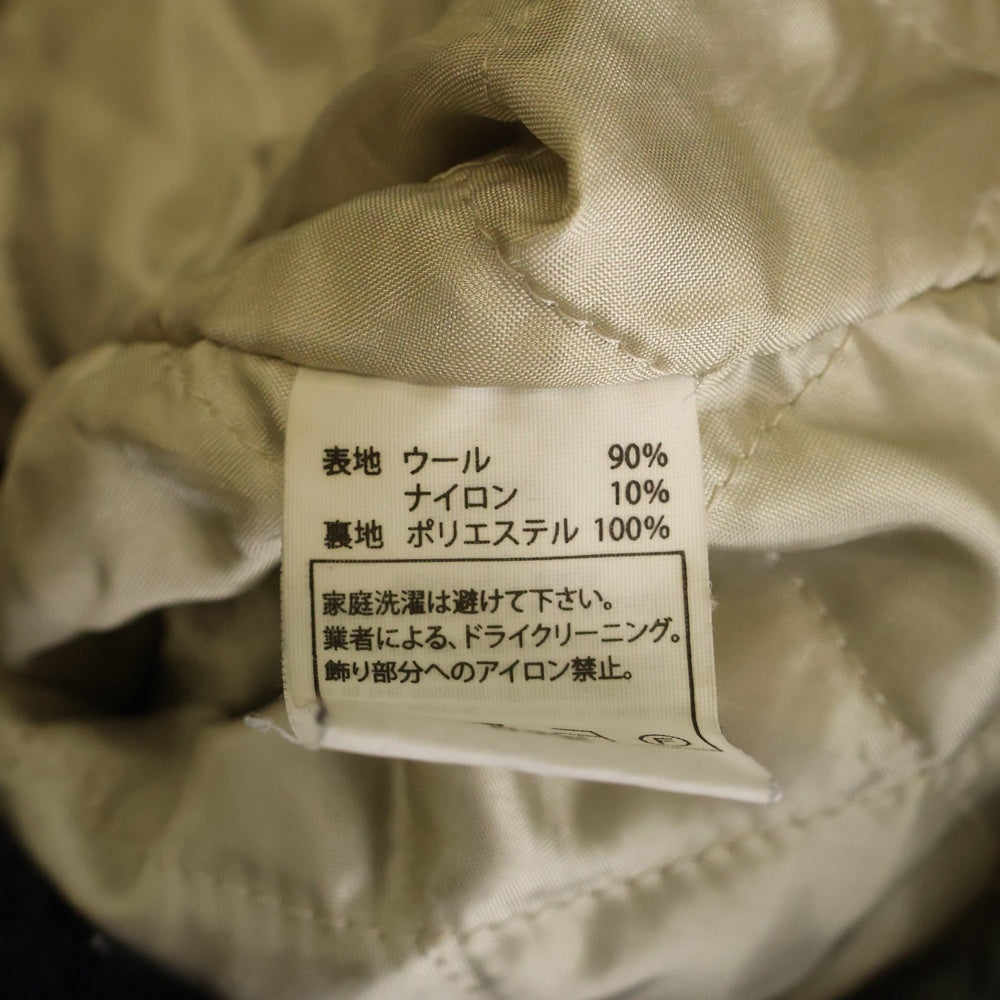 表地 ウール 90%
ナイロン 10%
裏地 ポリエステル 100%
家庭洗濯は避けて下さい。
業者による、ドライクリーニング。
飾り部分へのアイロン禁止。